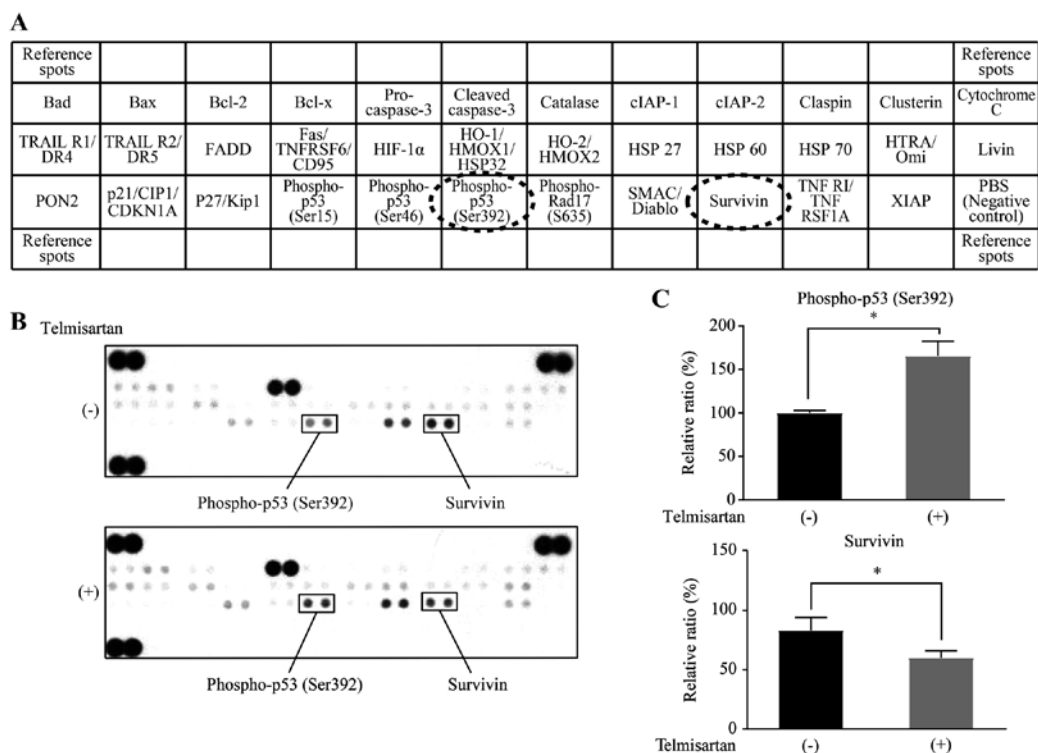 A
Reference spots Reference spots
Bad Bax Bcl-2 Bcl-x Pro-caspase-3 Cleaved caspase-3 Catalase cIAP-1 cIAP-2 Claspin Clusterin Cytochrome C
TRAIL R1/DR4 TRAIL R2/DR5 FADD Fas/TNFRSF6/CD95 HIF-1α HO-1/HMOX1/HSP32 HO-2/HMOX2 HSP 27 HSP 60 HSP 70 HTRA/Omi Livin
PON2 p21/CIP1/CDKN1A P27/Kip1 Phospho-p53 (Ser15) Phospho-p53 (Ser46) Phospho-p53 (Ser392) Phospho-Rad17 (S635) SMAC/Diablo Survivin TNF RI/TNF RSF1A XIAP PBS (Negative control)
Reference spots Reference spots
B
Telmisartan
(-)
Phospho-p53 (Ser392) Survivin
(+)
Phospho-p53 (Ser392) Survivin
C
Phospho-p53 (Ser392)
*
Relative ratio (%)
200
150
100
50
0
Telmisartan (-) (+)
Survivin
*
Relative ratio (%)
150
100
50
0
Telmisartan (-) (+)